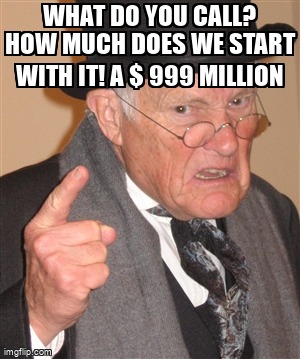 WHAT DO YOU CALL?
HOW MUCH DOES WE START
WITH IT! A $ 999 MILLION
imgflip.com